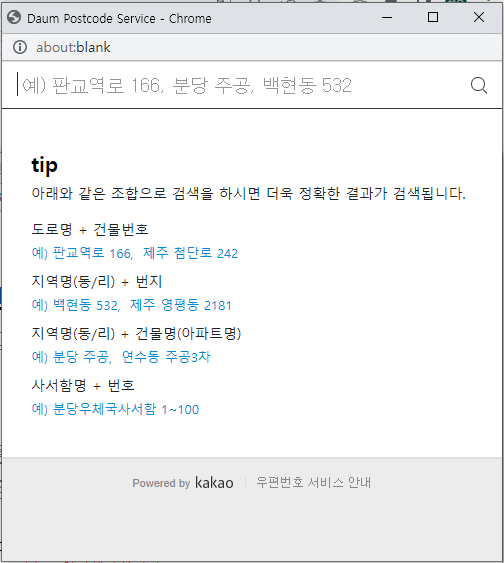 Daum Postcode Service - Chrome
about:blank
예) 판교역로 166, 분당 주공, 백현동 532
tip
아래와 같은 조합으로 검색을 하시면 더욱 정확한 결과가 검색됩니다.
도로명 + 건물번호
예) 판교역로 166, 제주 첨단로 242
지역명(동/리) + 번지
예) 백현동 532, 제주 영평동 2181
지역명(동/리) + 건물명(아파트명)
예) 분당 주공, 연수동 주공3차
사서함명 + 번호
예) 분당우체국사서함 1~100
Powered by kakao 우편번호 서비스 안내